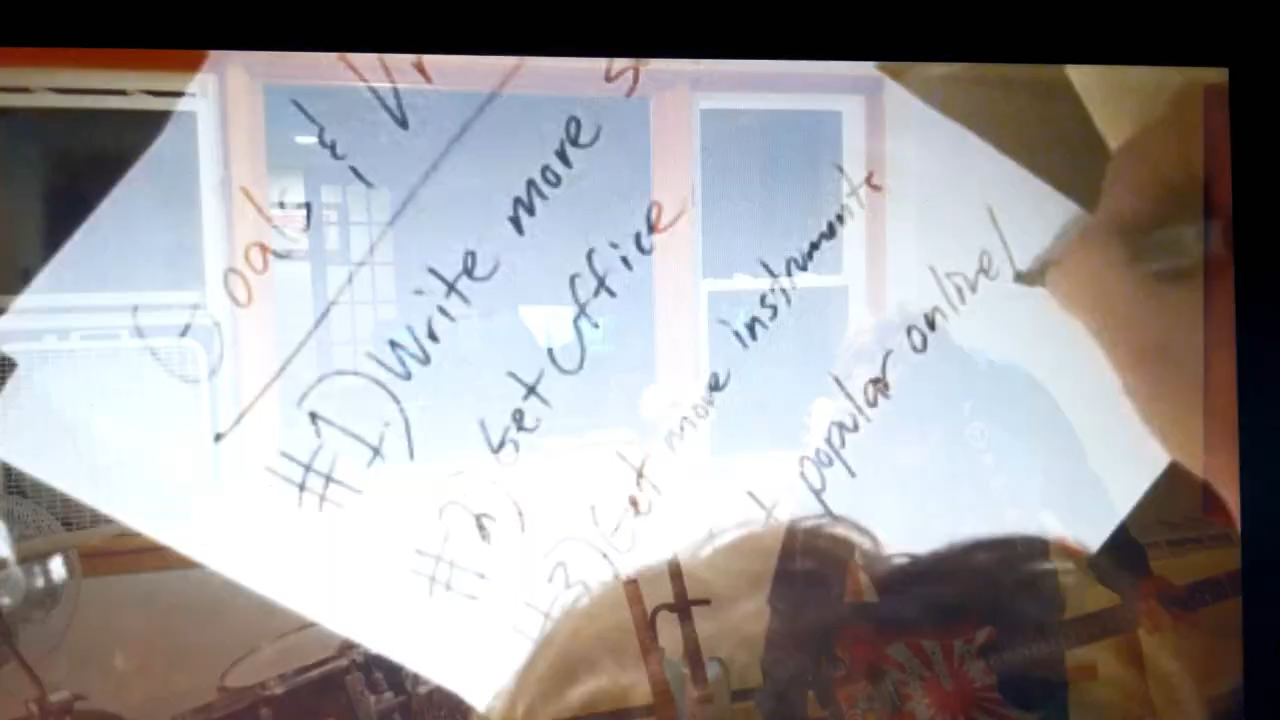 Goals &
#1) Write more
#2) Get Office
#3) Get more instruments
popular online!